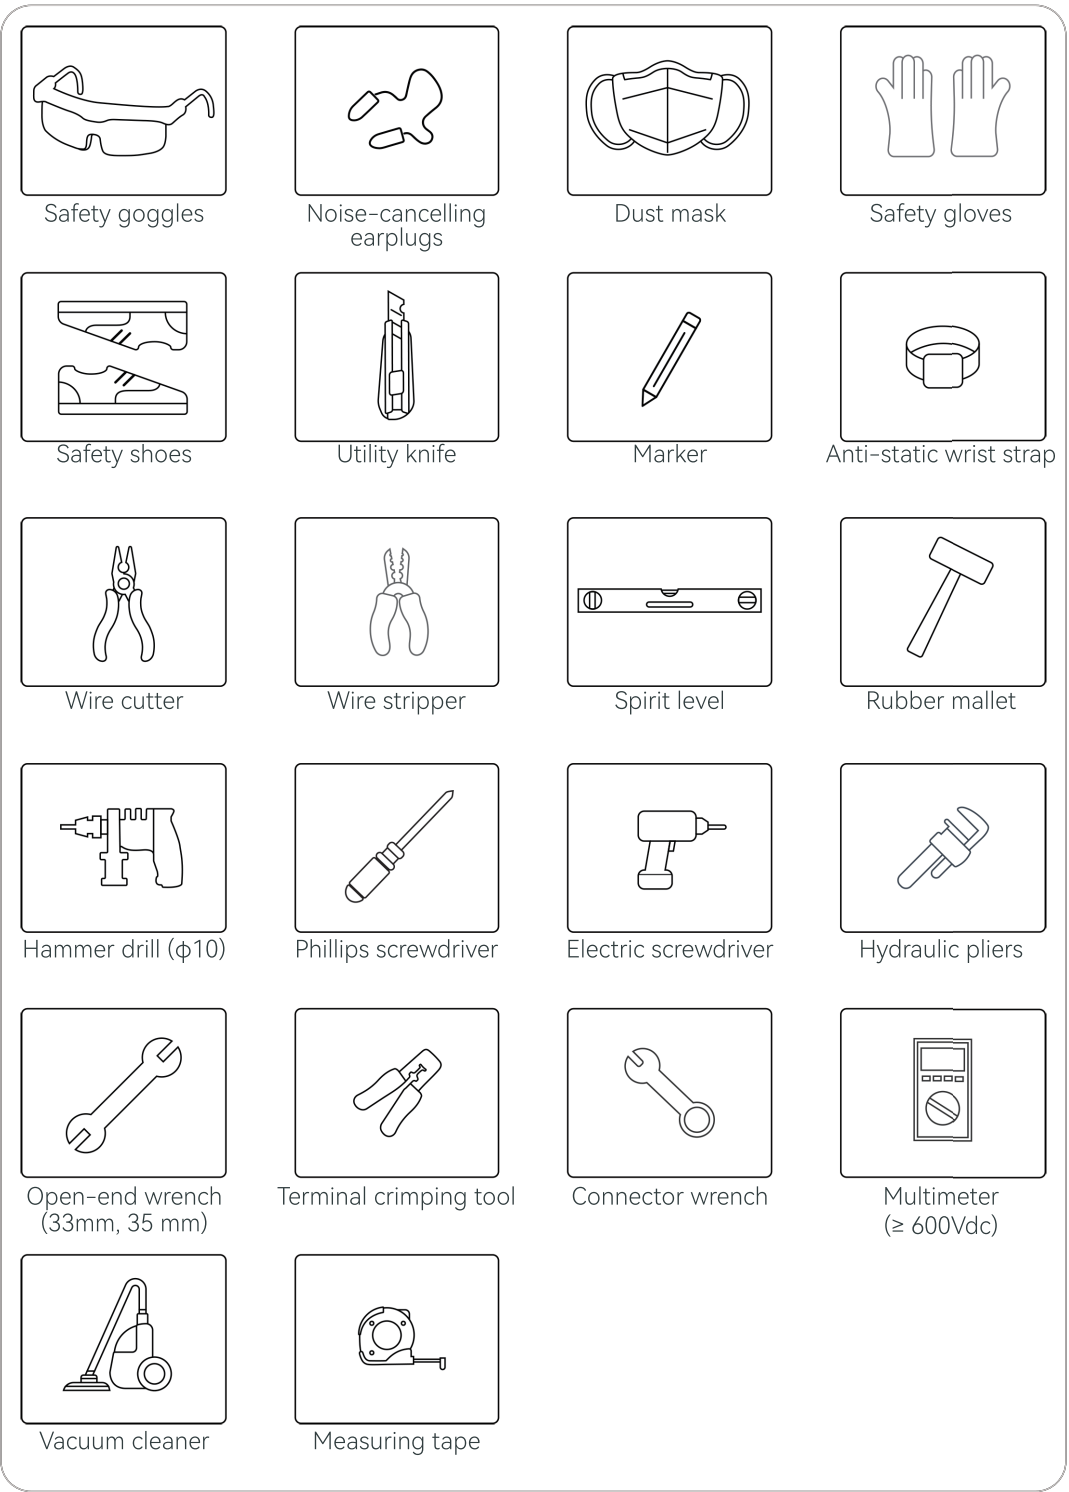 Safety goggles
Noise-cancelling
earplugs
Dust mask
Safety gloves
Safety shoes
Utility knife
Marker
Anti-static wrist strap
Wire cutter
Wire stripper
Spirit level
Rubber mallet
Hammer drill (φ10)
Phillips screwdriver
Electric screwdriver
Hydraulic pliers
Open-end wrench
(33mm, 35 mm)
Terminal crimping tool
Connector wrench
Multimeter
(≥ 600Vdc)
Vacuum cleaner
Measuring tape